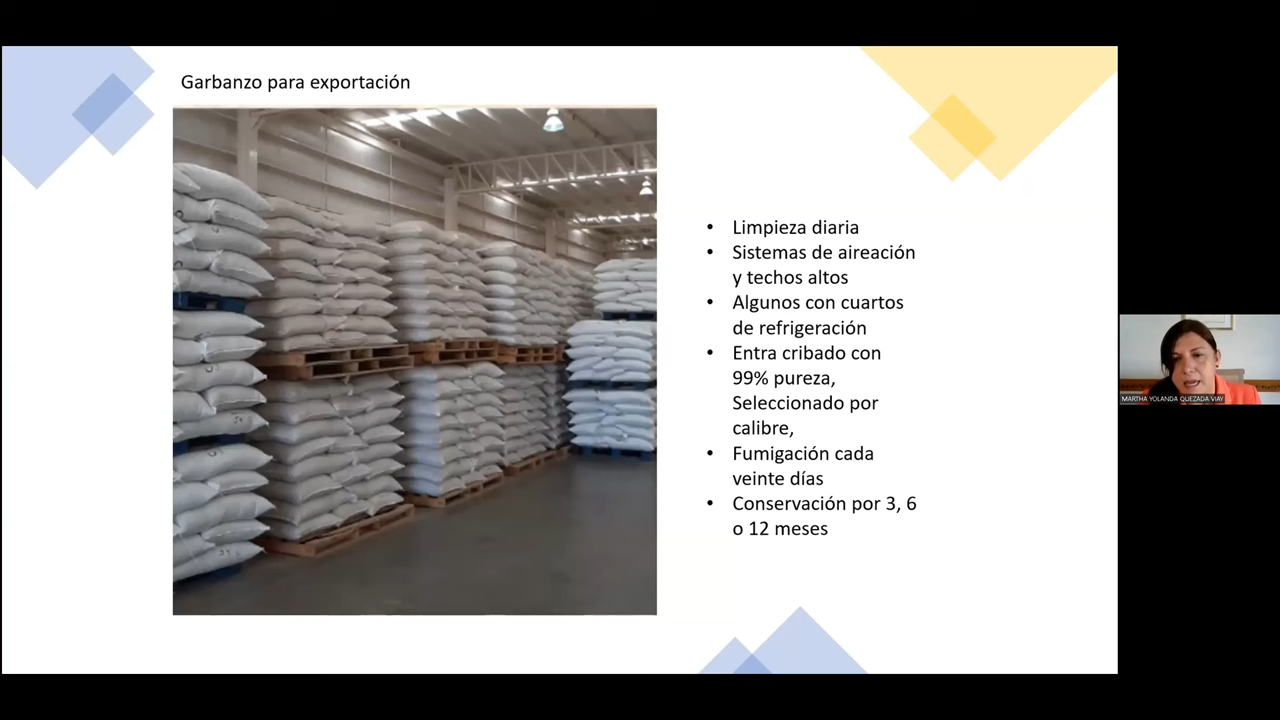 Garbanzo para exportación
• Limpieza diaria
• Sistemas de aireación
y techos altos
• Algunos con cuartos
de refrigeración
• Entra cribado con
99% pureza,
Seleccionado por
calibre,
• Fumigación cada
veinte días
• Conservación por 3, 6
o 12 meses
MARTHA YOLANDA QUEZADA VIAY